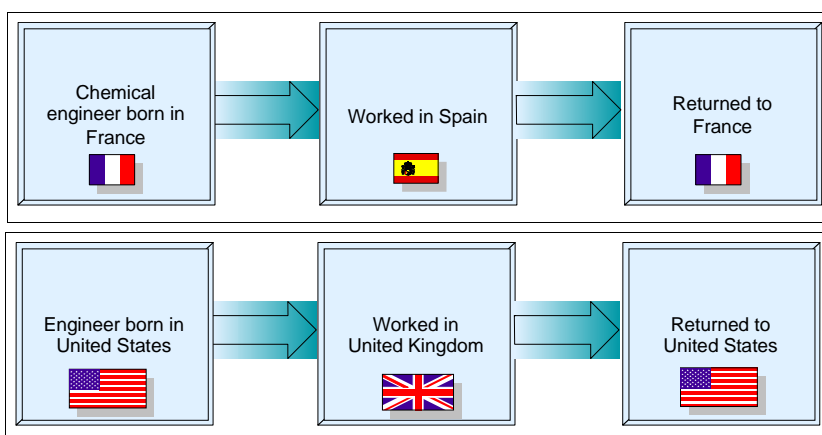 Chemical
engineer born in
France
Worked in Spain
Returned to
France
Engineer born in
United States
Worked in
United Kingdom
Returned to
United States